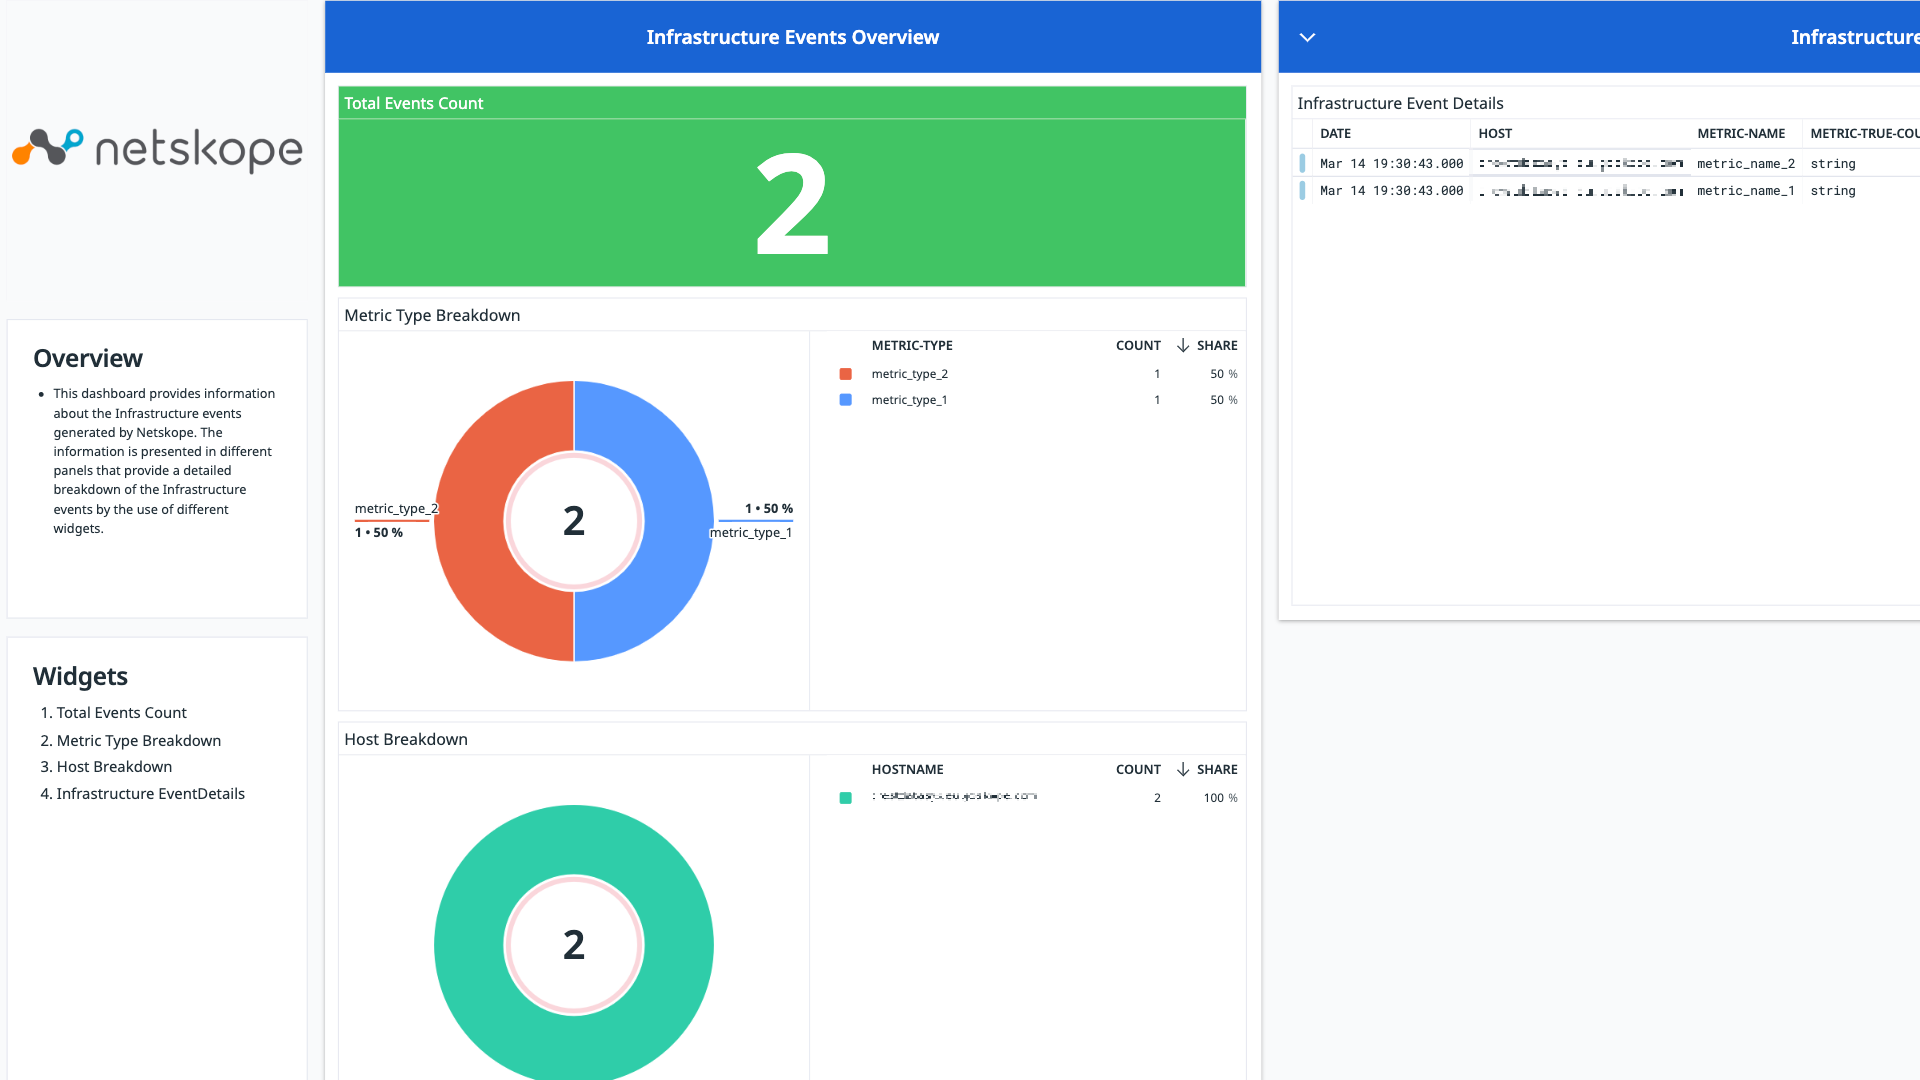 netskope
Overview
• This dashboard provides information
about the Infrastructure events
generated by Netskope. The
information is presented in different
panels that provide a detailed
breakdown of the Infrastructure
events by the use of different
widgets.
Widgets
1. Total Events Count
2. Metric Type Breakdown
3. Host Breakdown
4. Infrastructure EventDetails
Infrastructure Events Overview
Total Events Count
2
Metric Type Breakdown
metric_type_2
1 • 50 %
2
1 • 50 %
metric_type_1
METRIC-TYPE COUNT ↓ SHARE
metric_type_2 1 50 %
metric_type_1 1 50 %
Host Breakdown
2
HOSTNAME COUNT ↓ SHARE
2 100 %
Infrastructure
Infrastructure Event Details
DATE HOST METRIC-NAME METRIC-TRUE-COU
Mar 14 19:30:43.000 metric_name_2 string
Mar 14 19:30:43.000 metric_name_1 string